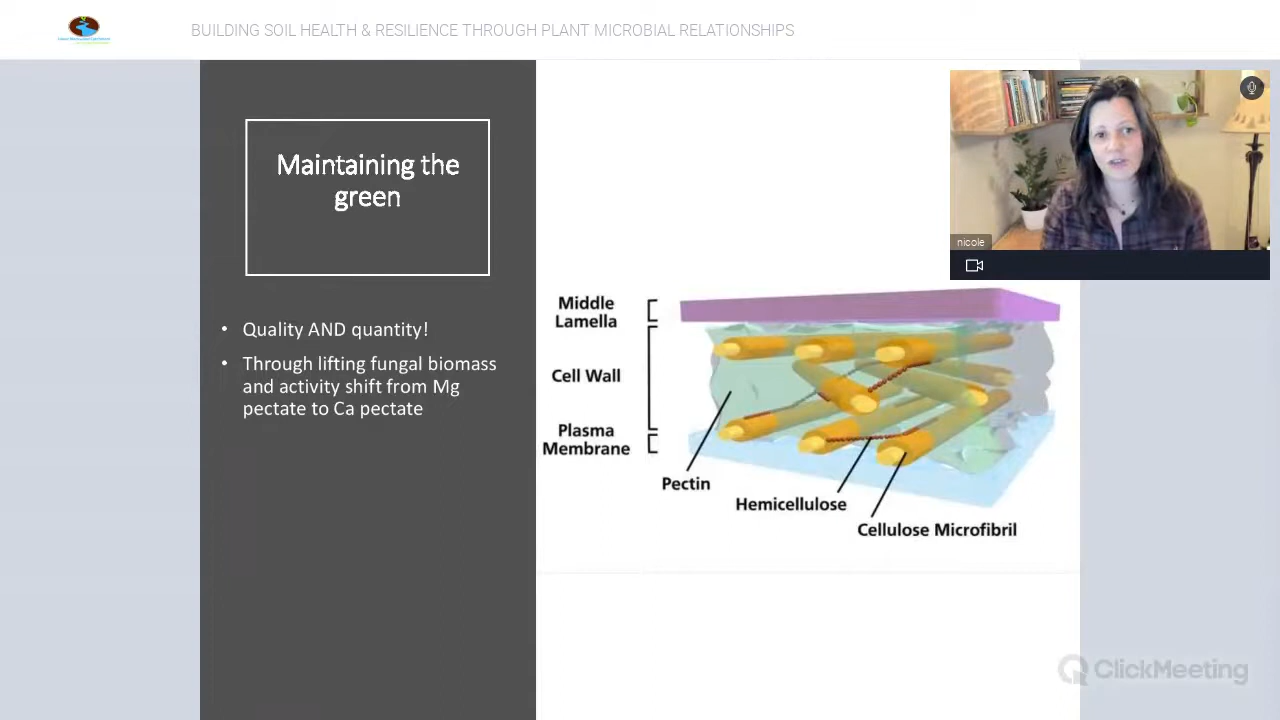 BUILDING SOIL HEALTH & RESILIENCE THROUGH PLANT MICROBIAL RELATIONSHIPS
Maintaining the
green
• Quality AND quantity!
• Through lifting fungal biomass
and activity shift from Mg
pectate to Ca pectate
nicole
Middle
Lamella
Cell Wall
Plasma
Membrane
Pectin
Hemicellulose
Cellulose Microfibril
ClickMeeting